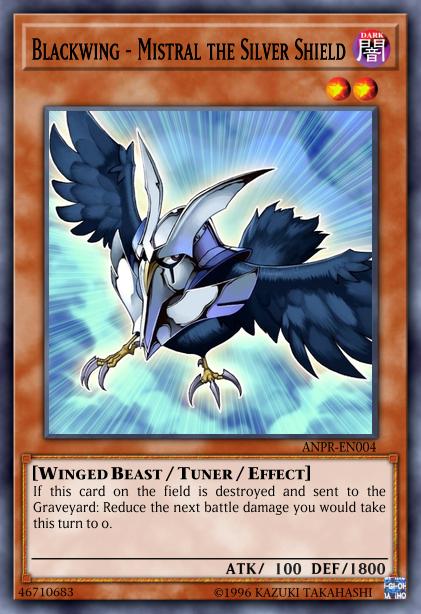 Blackwing - Mistral the Silver Shield
DARK
闇
ANPR-EN004
[Winged Beast / Tuner / Effect]
If this card on the field is destroyed and sent to the
Graveyard: Reduce the next battle damage you would take
this turn to 0.
ATK/ 100 DEF/1800
46710683
©1996 KAZUKI TAKAHASHI